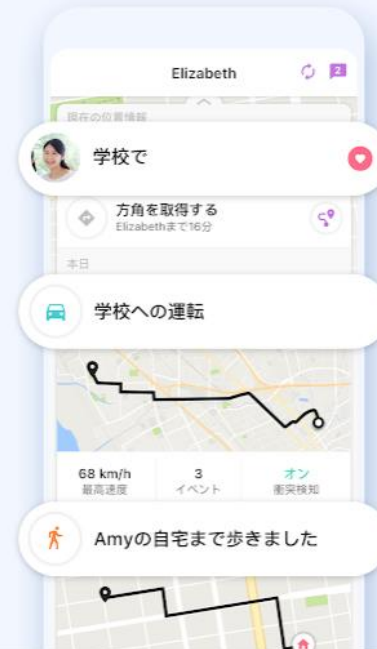 Elizabeth
2
現在の位置情報
学校で
方角を取得する
Elizabethまで16分
本日
学校への運転
68 km/h
最高速度
3
イベント
オン
衝突検知
Amyの自宅まで歩きました